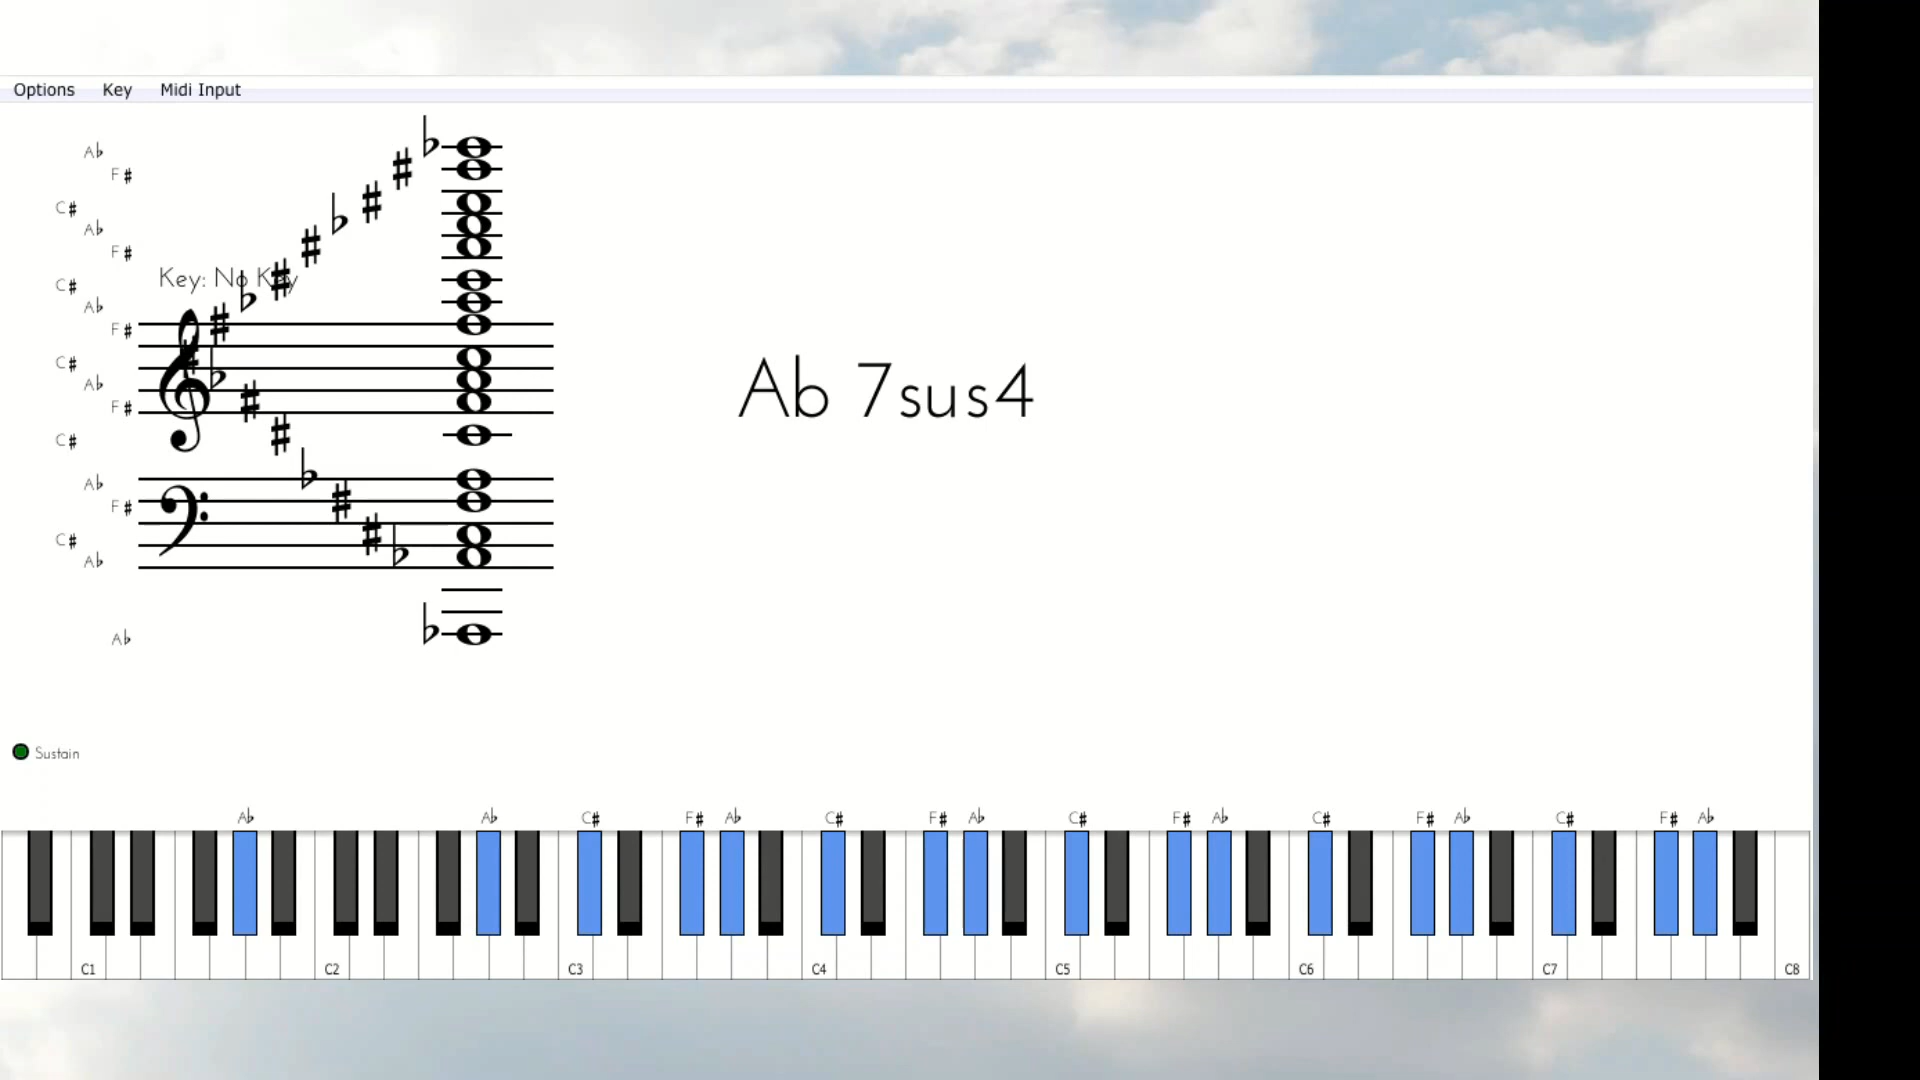 Options Key Midi Input
Ab
F#
C#
Ab
F#
Key: No Key
C#
Ab
F#
C#
Ab
F#
C#
Ab
F#
C#
Ab
Ab
Ab 7sus4
Sustain
Ab Ab C# F# Ab C# F# Ab C# F# Ab C# F# Ab C# F# Ab
C1 C2 C3 C4 C5 C6 C7 C8